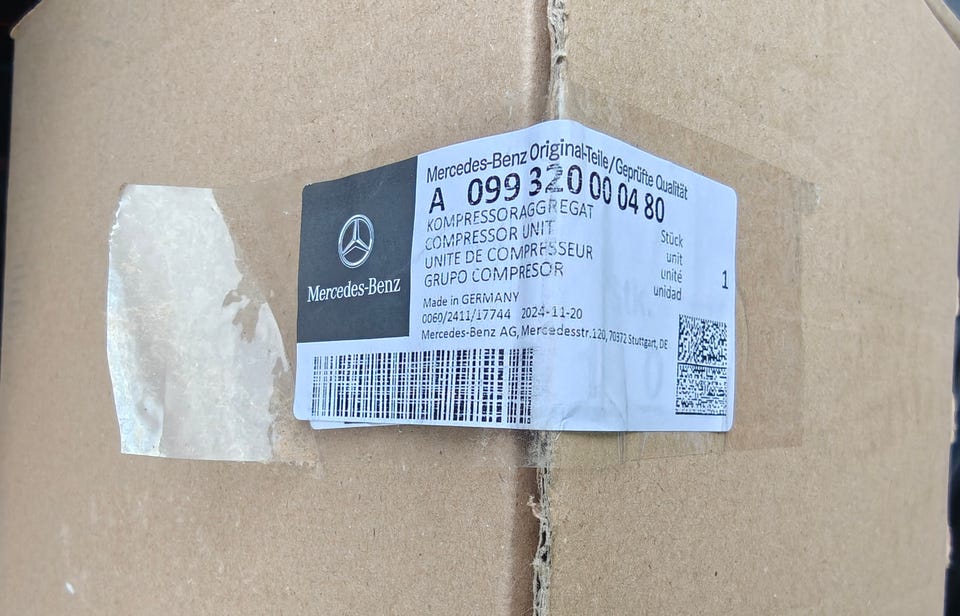 Mercedes-Benz Original-Teile/Geprüfte Qualität
A 099 320 00 04 80
KOMPRESSORAGGREGAT
COMPRESSOR UNIT
UNITE DE COMPRESSEUR
GRUPO COMPRESOR
Stück
unit
unité
unidad
1
Made in GERMANY
0060/2411/17744 2024-11-20
Mercedes-Benz AG, Mercedesstr.120, 70372 Stuttgart, DE
Mercedes-Benz